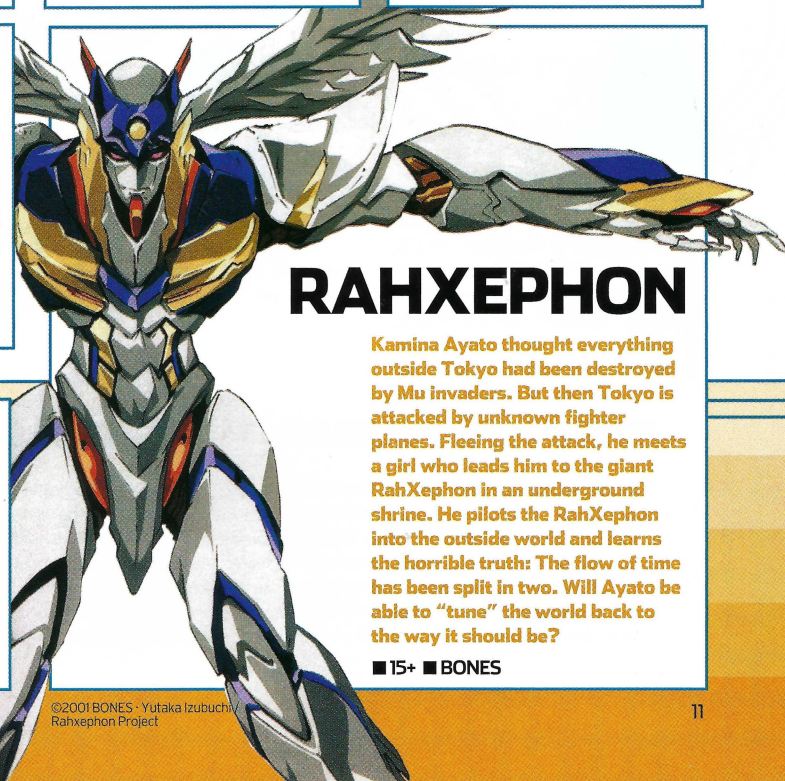 RAHXEPHON
Kamina Ayato thought everything
outside Tokyo had been destroyed
by Mu invaders. But then Tokyo is
attacked by unknown fighter
planes. Fleeing the attack, he meets
a girl who leads him to the giant
RahXephon in an underground
shrine. He pilots the RahXephon
into the outside world and learns
the horrible truth: The flow of time
has been split in two. Will Ayato be
able to “tune” the world back to
the way it should be?
■ 15+ ■ BONES
©2001 BONES · Yutaka Izubuchi/
Rahxephon Project
11